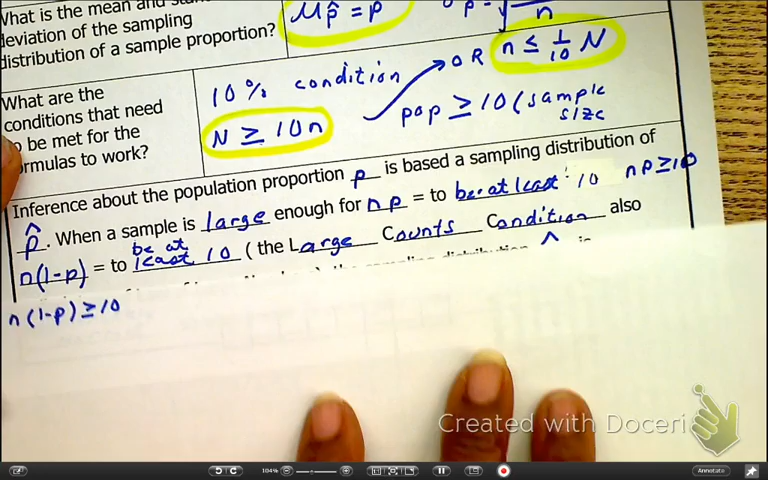 What is the mean and
deviation of the sampling
distribution of a sample proportion?
μp̂ = p
n
What are the
conditions that need
to be met for the
formulas to work?
10% condition
N ≥ 10n
OR n ≤ 1/10 N
pop ≥ 10 (sample
size
Inference about the population proportion p is based a sampling distribution of
p̂. When a sample is large enough for np = to be at least 10 np ≥ 10
n(1-p) = to be at least 10 (the Large Counts Condition also
n(1-p) ≥ 10
Created with Doceri
104%
Annotate